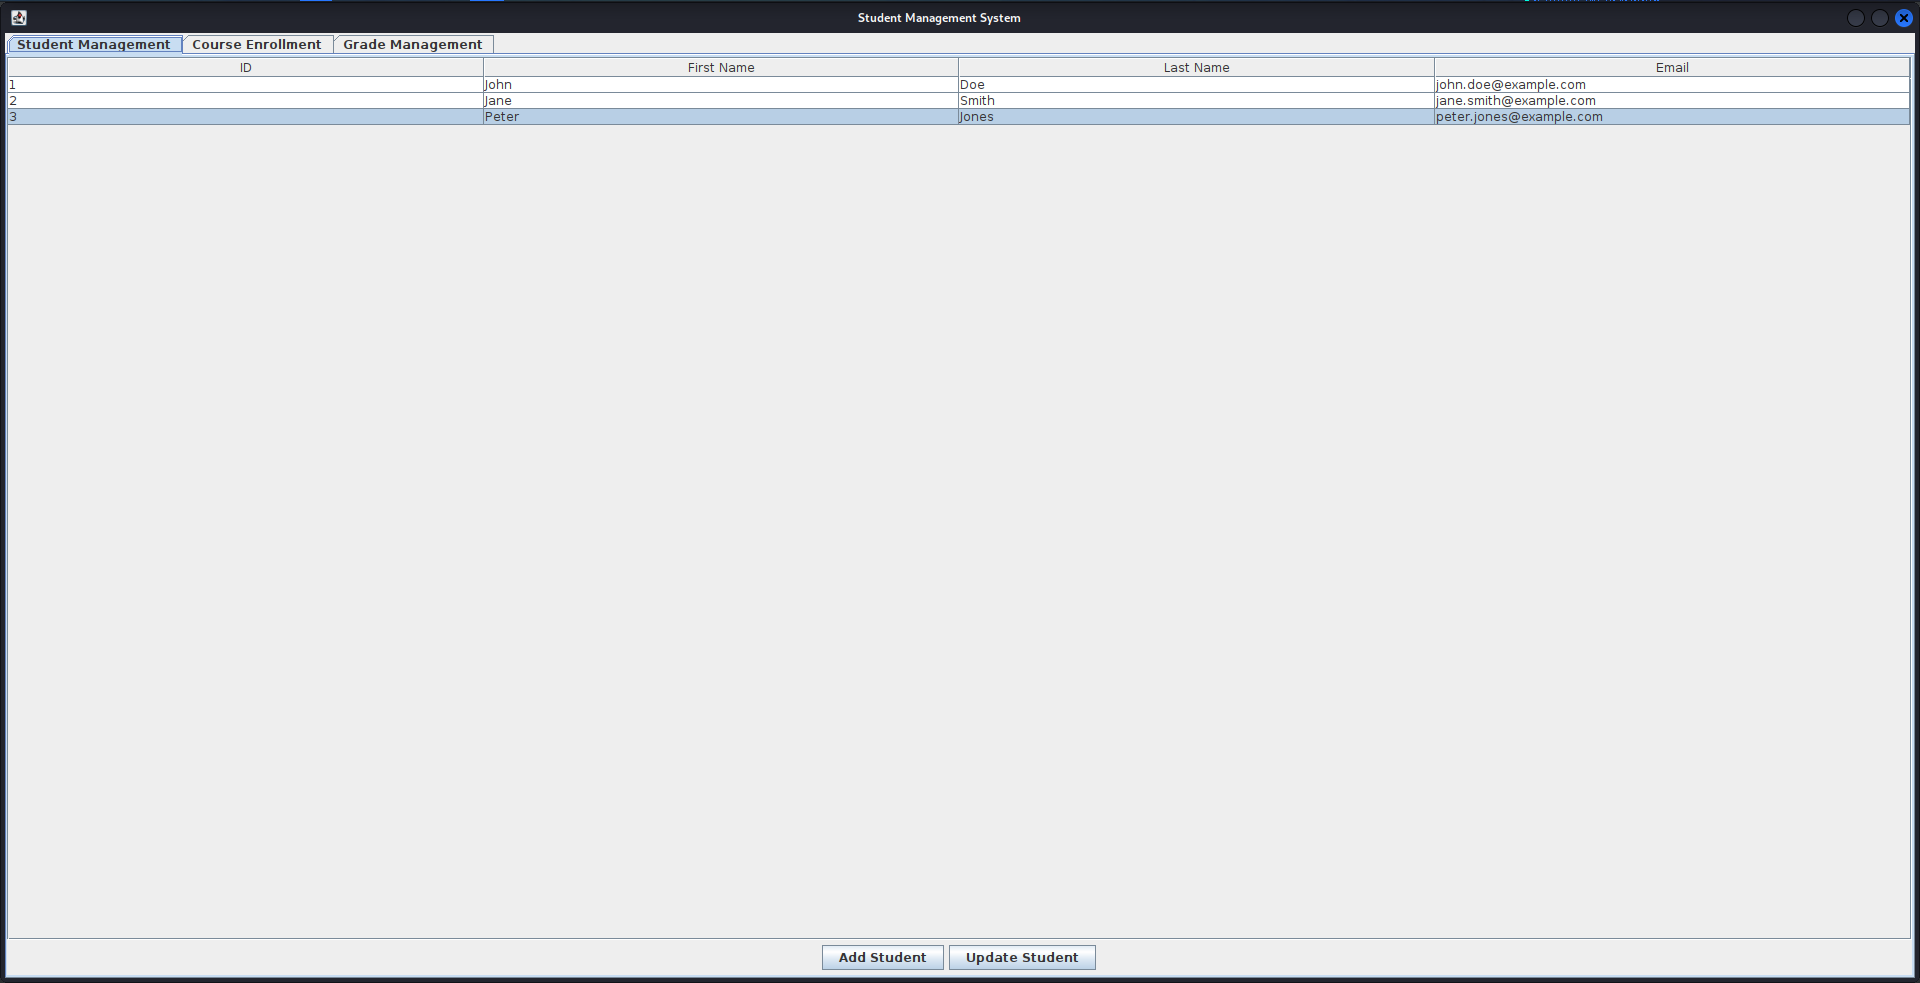 Student Management System
Student Management Course Enrollment Grade Management
ID First Name Last Name Email
1 John Doe john.doe@example.com
2 Jane Smith jane.smith@example.com
3 Peter Jones peter.jones@example.com
Add Student Update Student